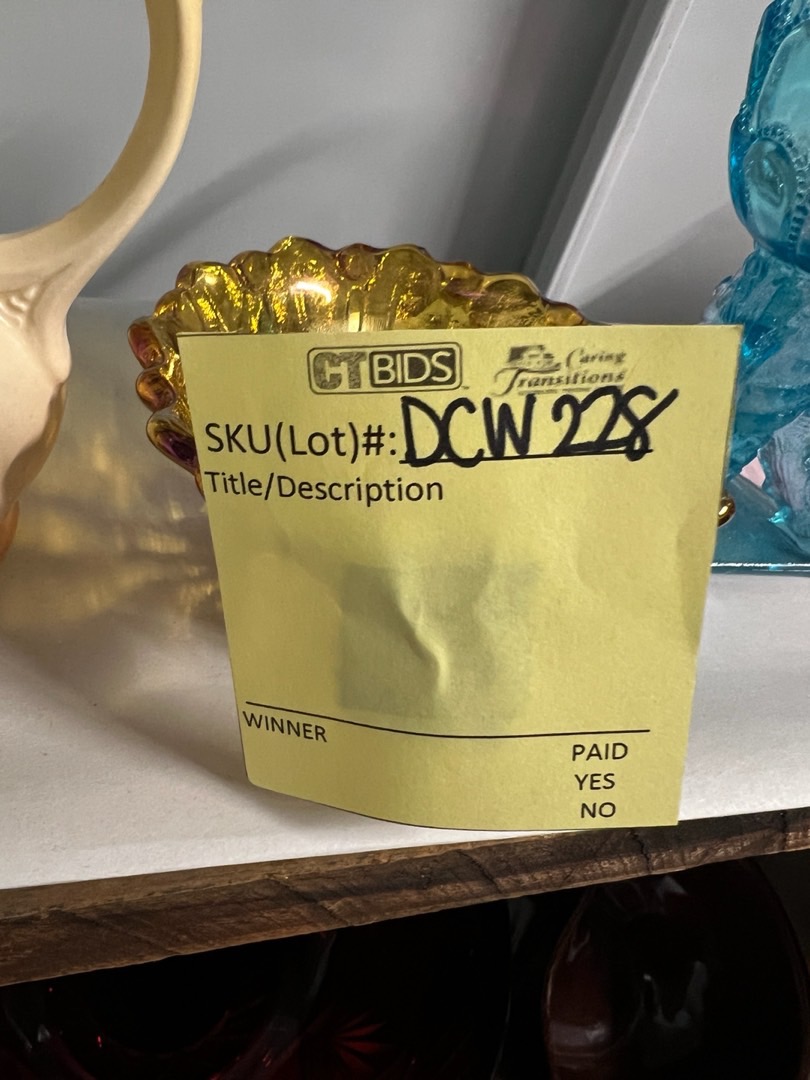 CTBIDS
Caring
Transitions
SKU(Lot)#: DCW 228
Title/Description
WINNER
PAID
YES
NO